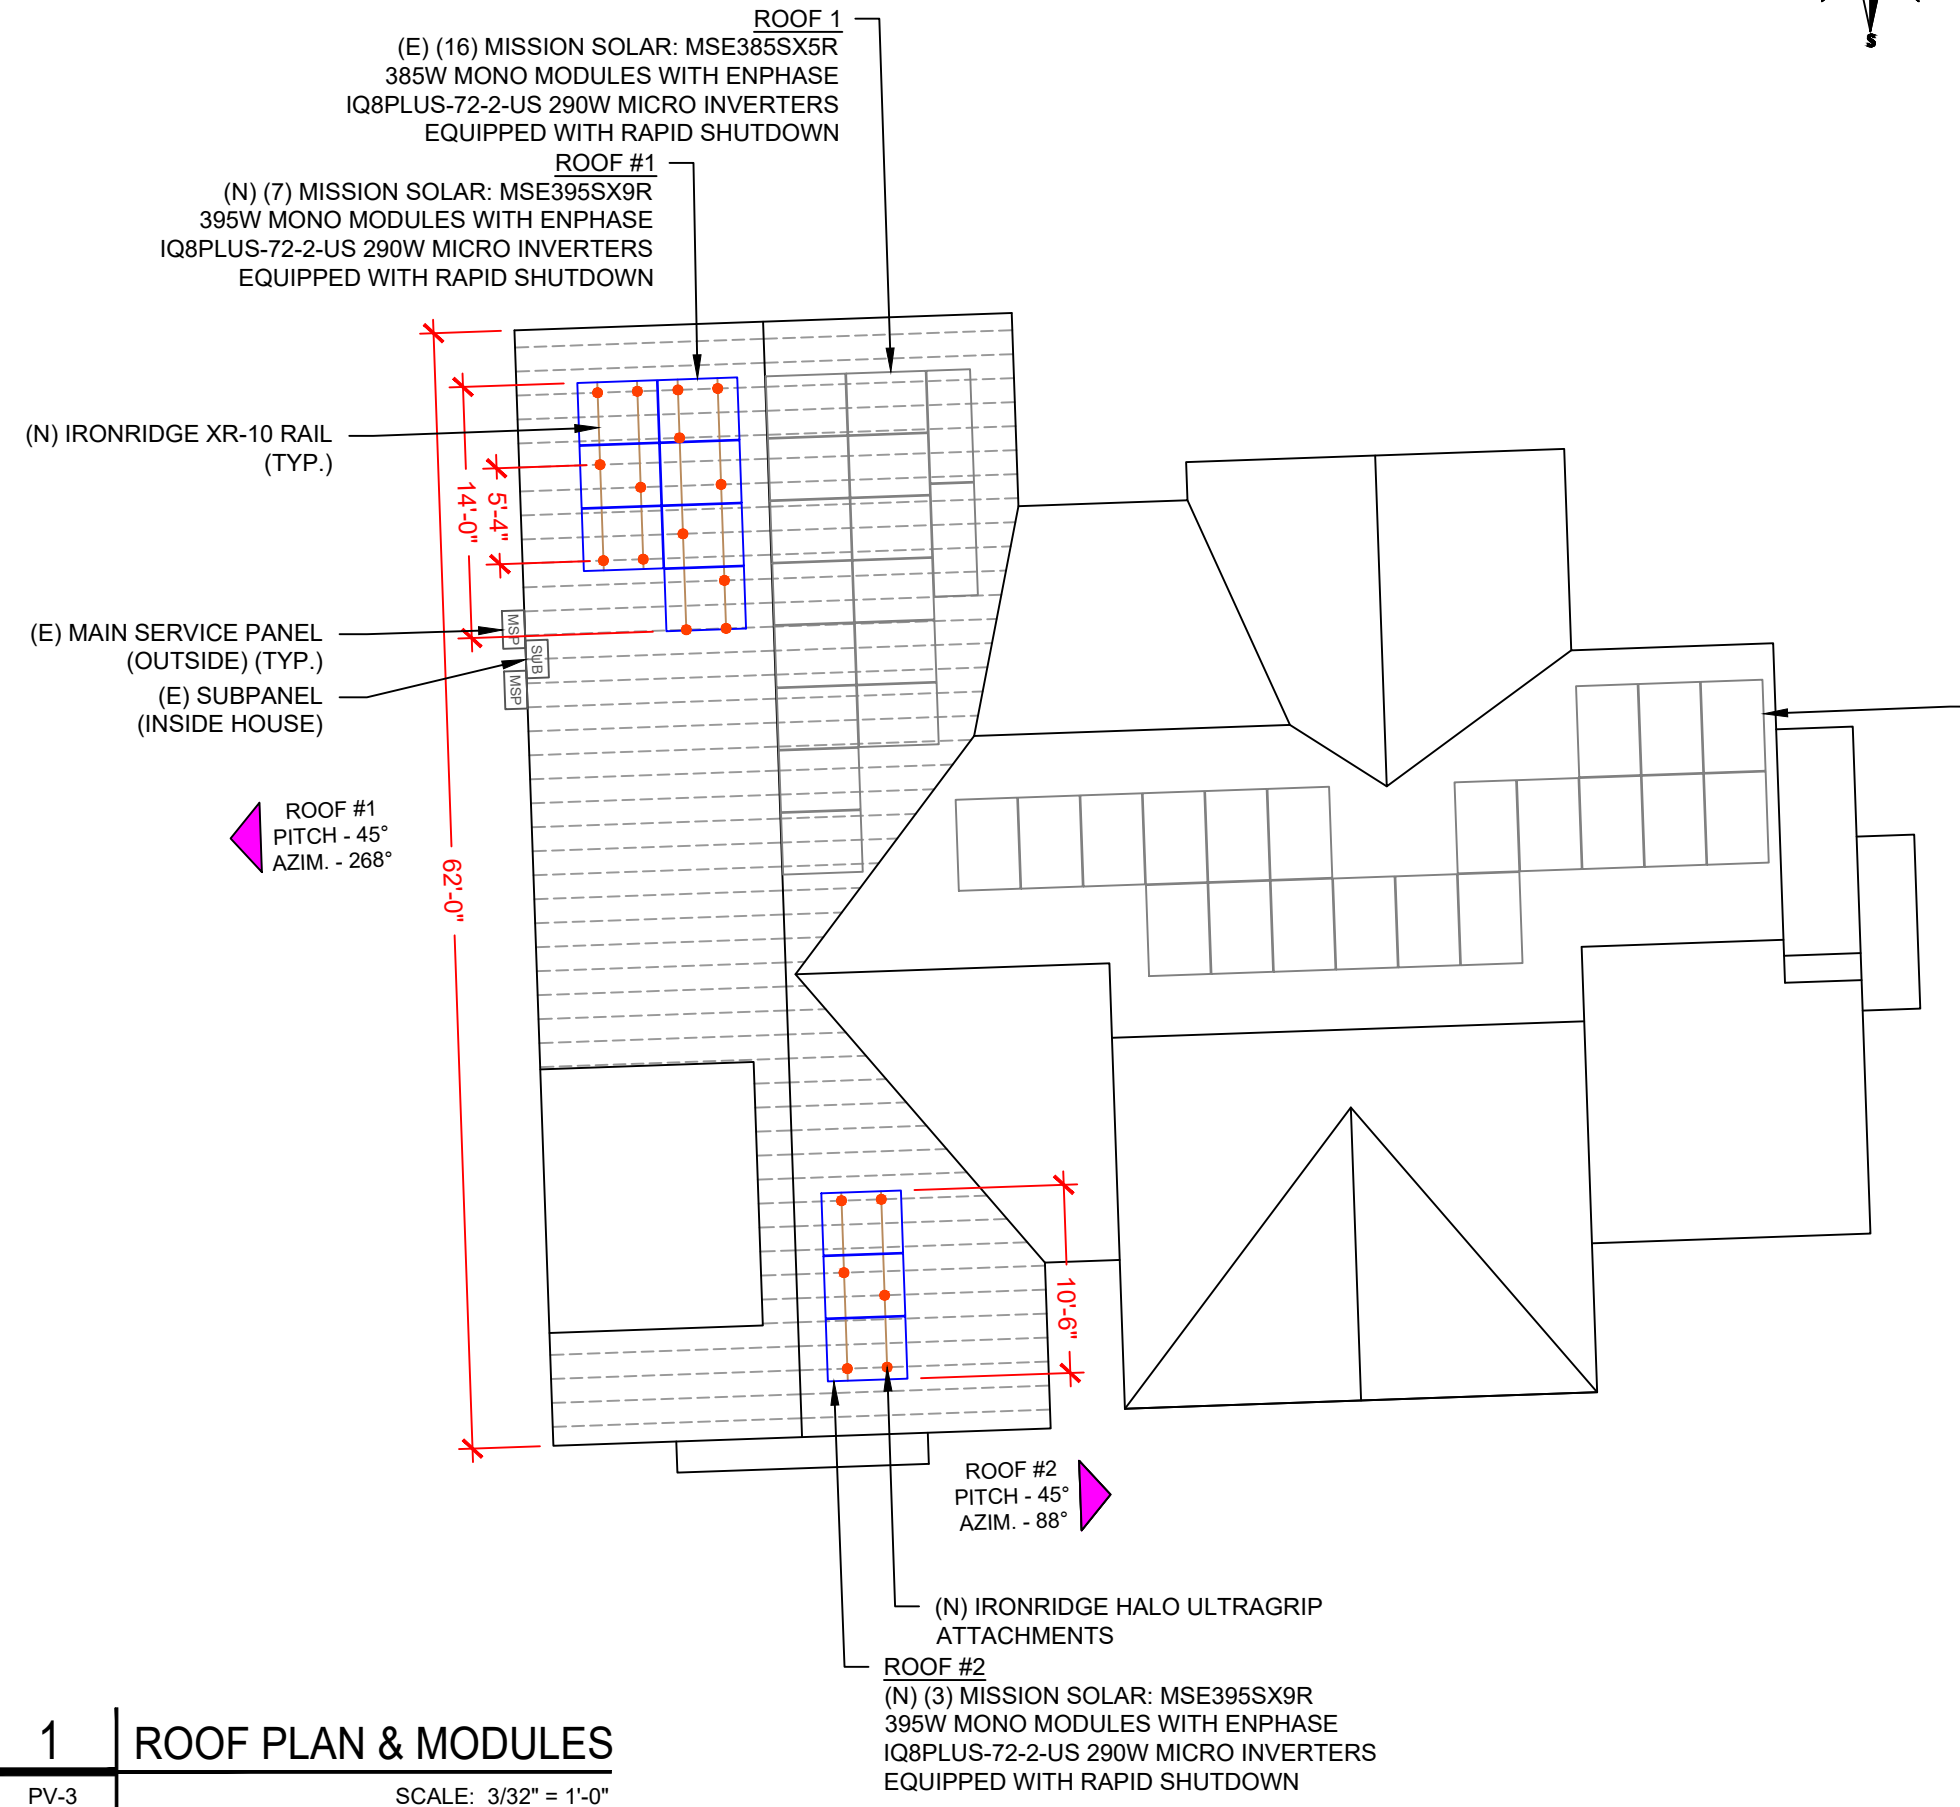 S
ROOF 1
(E) (16) MISSION SOLAR: MSE385SX5R
385W MONO MODULES WITH ENPHASE
IQ8PLUS-72-2-US 290W MICRO INVERTERS
EQUIPPED WITH RAPID SHUTDOWN
ROOF #1
(N) (7) MISSION SOLAR: MSE395SX9R
395W MONO MODULES WITH ENPHASE
IQ8PLUS-72-2-US 290W MICRO INVERTERS
EQUIPPED WITH RAPID SHUTDOWN
(N) IRONRIDGE XR-10 RAIL
(TYP.)
14'-0"
5'-4"
(E) MAIN SERVICE PANEL
(OUTSIDE) (TYP.)
(E) SUBPANEL
(INSIDE HOUSE)
MSP
SUB
MSP
ROOF #1
PITCH - 45°
AZIM. - 268°
62'-0"
10'-6"
ROOF #2
PITCH - 45°
AZIM. - 88°
(N) IRONRIDGE HALO ULTRAGRIP
ATTACHMENTS
ROOF #2
(N) (3) MISSION SOLAR: MSE395SX9R
395W MONO MODULES WITH ENPHASE
IQ8PLUS-72-2-US 290W MICRO INVERTERS
EQUIPPED WITH RAPID SHUTDOWN
1
ROOF PLAN & MODULES
PV-3
SCALE: 3/32" = 1'-0"